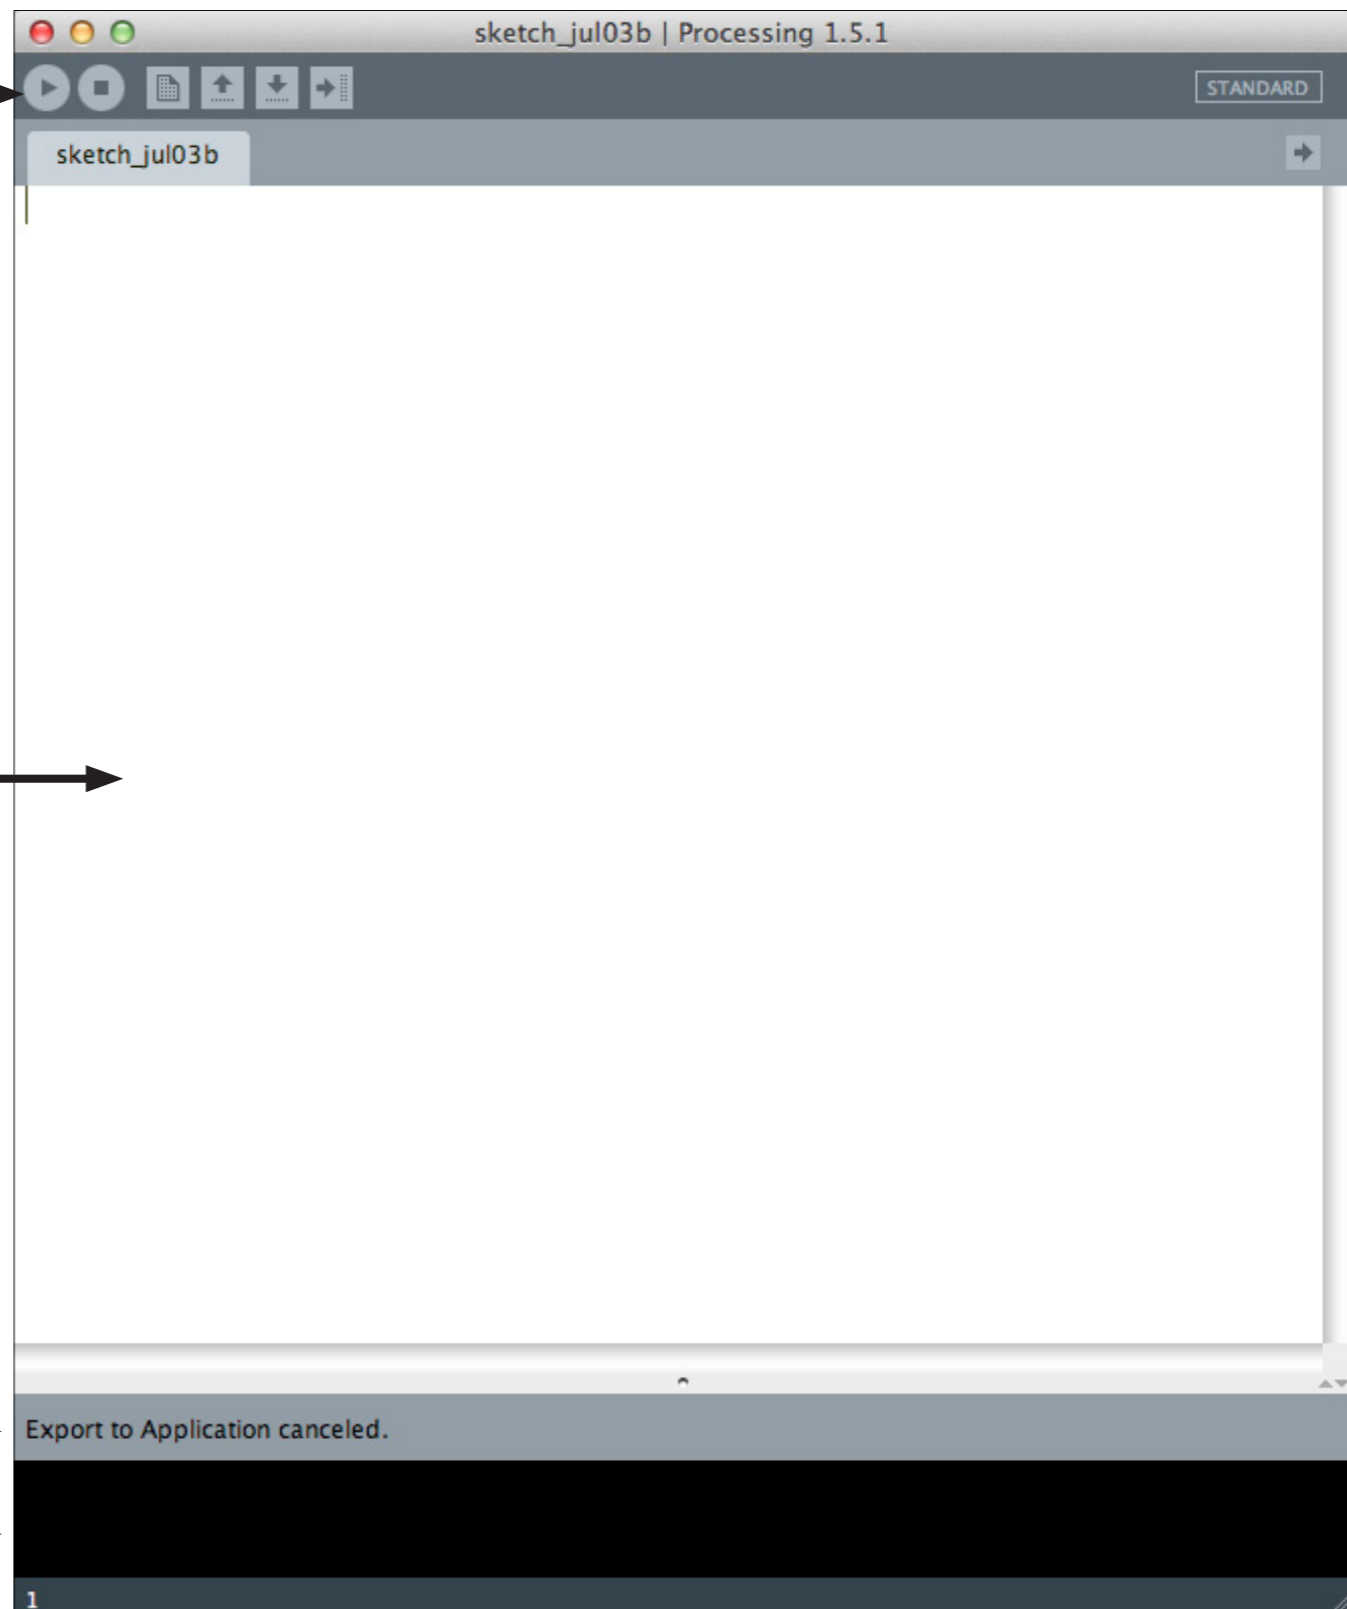 sketch_jul03b | Processing 1.5.1
STANDARD
sketch_jul03b
Export to Application canceled.
1